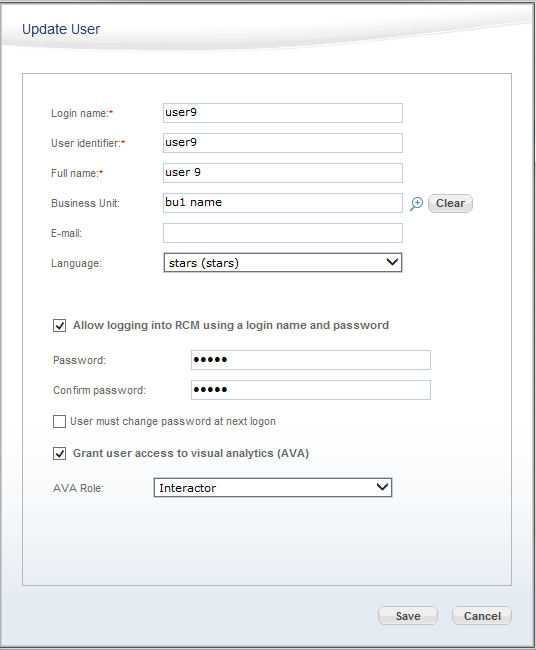 Update User
Login name:* user9
User identifier:* user9
Full name:* user 9
Business Unit: bu1 name Clear
E-mail:
Language: stars (stars)
Allow logging into RCM using a login name and password
Password: •••••
Confirm password: •••••
User must change password at next logon
Grant user access to visual analytics (AVA)
AVA Role: Interactor
Save Cancel